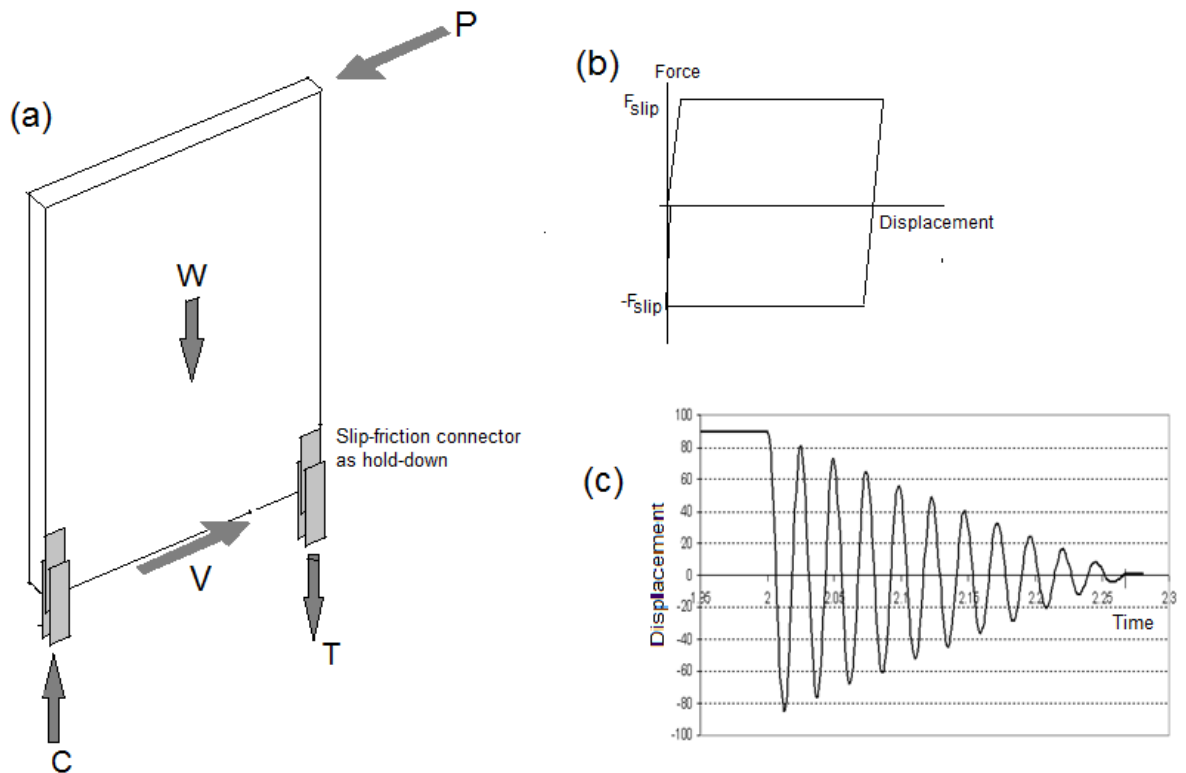 (a)
P
W
Slip-friction connector
as hold-down
V
T
C
(b)
Force
Fslip
Displacement
-Fslip
(c)
Displacement
100
80
60
40
20
0
-20
-40
-60
-80
-100
1.95
2
2.05
2.1
2.15
2.2
2.25
2.3
Time